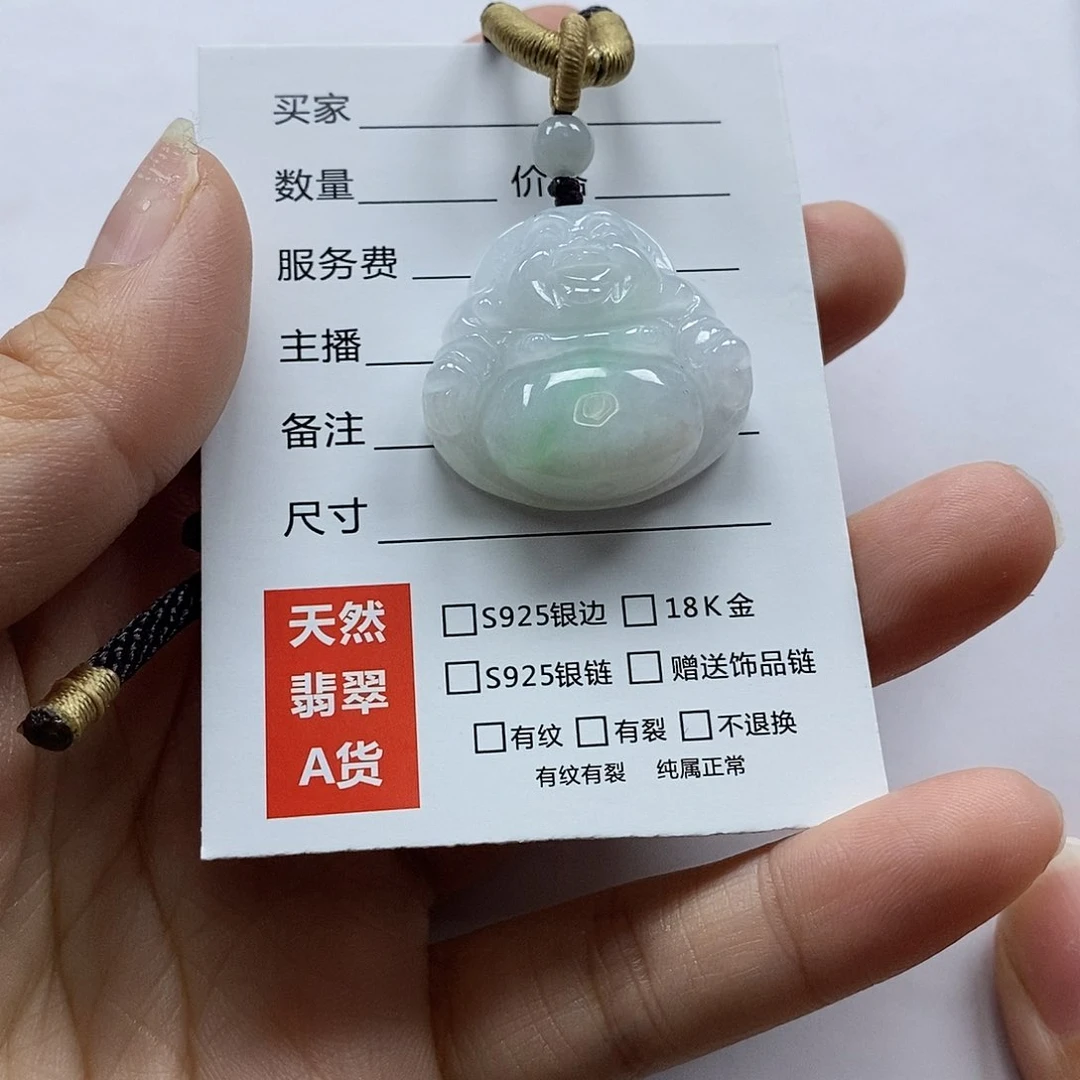 买家
数量 价格
服务费
主播
备注
尺寸
天然
翡翠
A货
S925银边 18K金
S925银链 赠送饰品链
有纹 有裂 不退换
有纹有裂 纯属正常